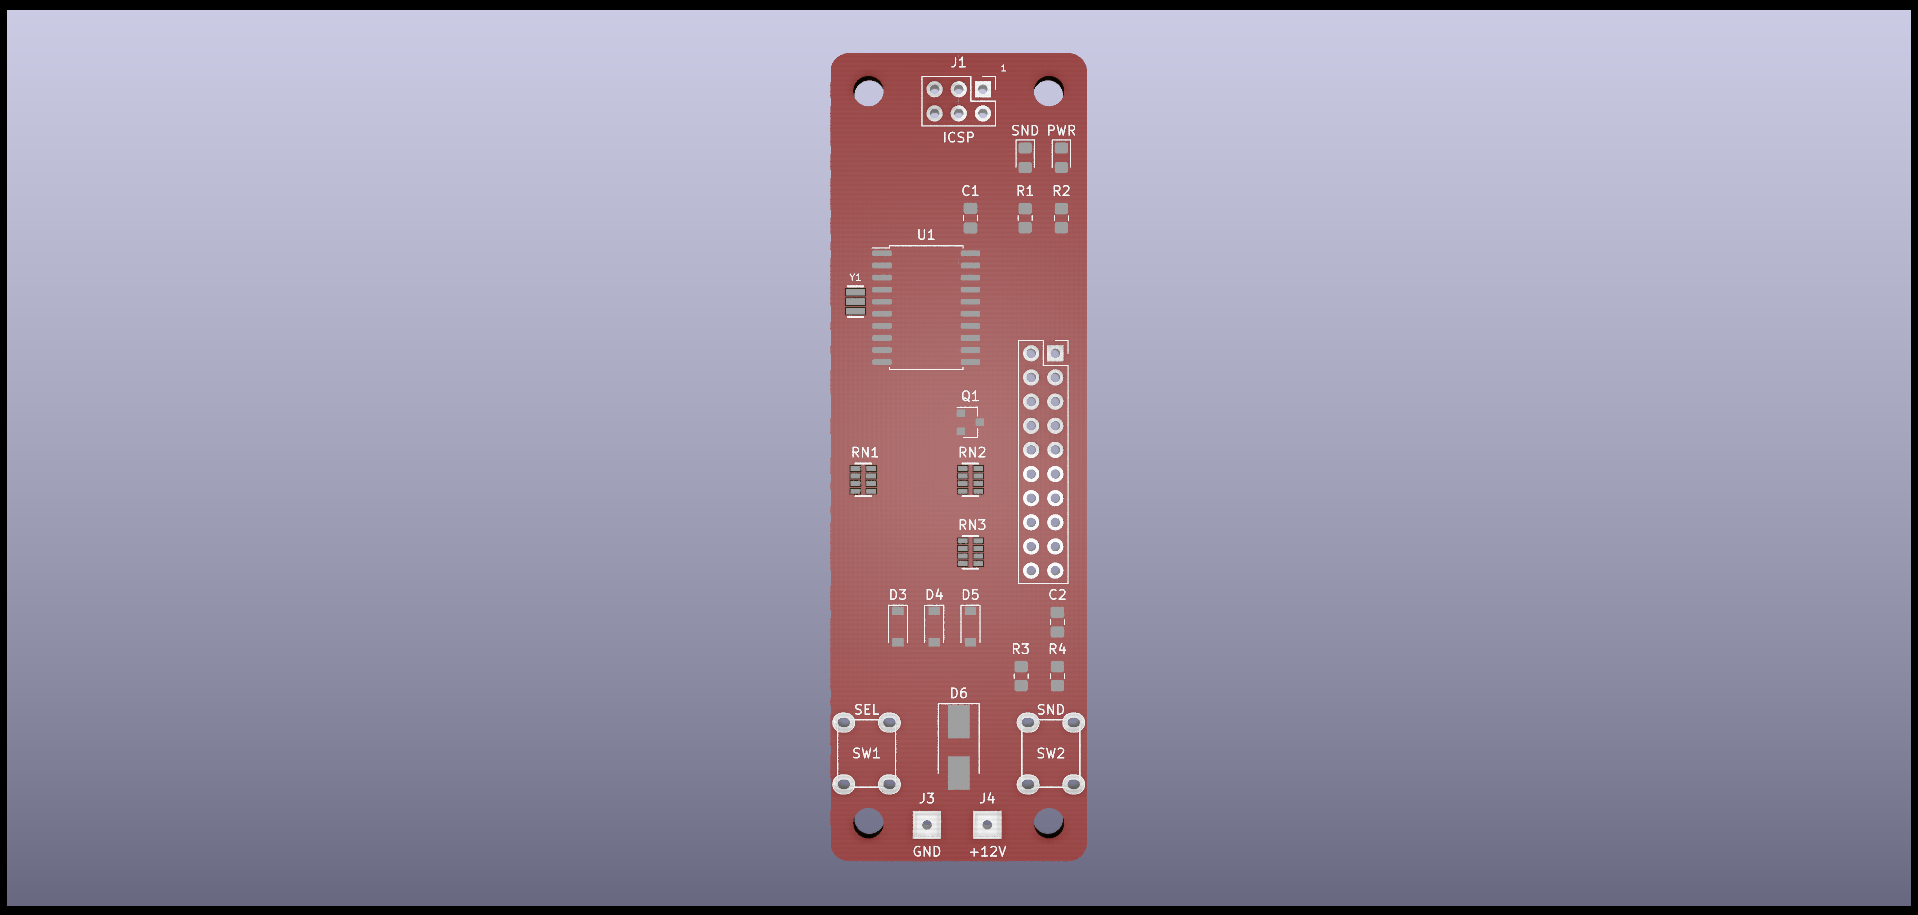 J1
1
ICSP
SND PWR
C1 R1 R2
U1
Y1
Q1
RN1 RN2
RN3
D3 D4 D5 C2
R3 R4
D6
SEL SND
SW1 SW2
J3 J4
GND +12V